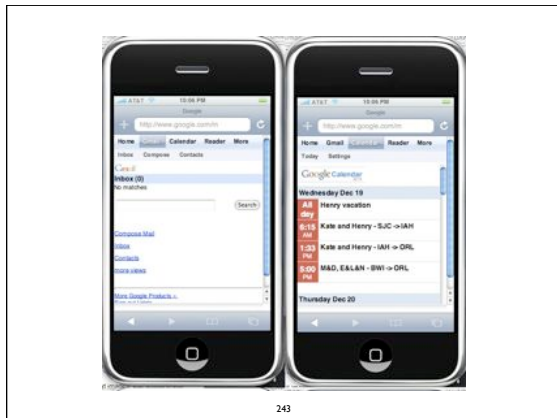 AT&T 10:06 PM
Google
http://www.google.com/m
Home Gmail Calendar Reader More
Inbox Compose Contacts
Gmail
Inbox (0)
No matches
Search
Compose Mail
Inbox
Contacts
more views
More Google Products »
AT&T 10:06 PM
Google
http://www.google.com/m
Home Gmail Calendar Reader More
Today Settings
Google Calendar
Wednesday Dec 19
All day Henry vacation
6:15 AM Kate and Henry - SJC -> IAH
1:33 PM Kate and Henry - IAH -> ORL
5:00 PM M&D, E&L&N - BWI -> ORL
Thursday Dec 20
243